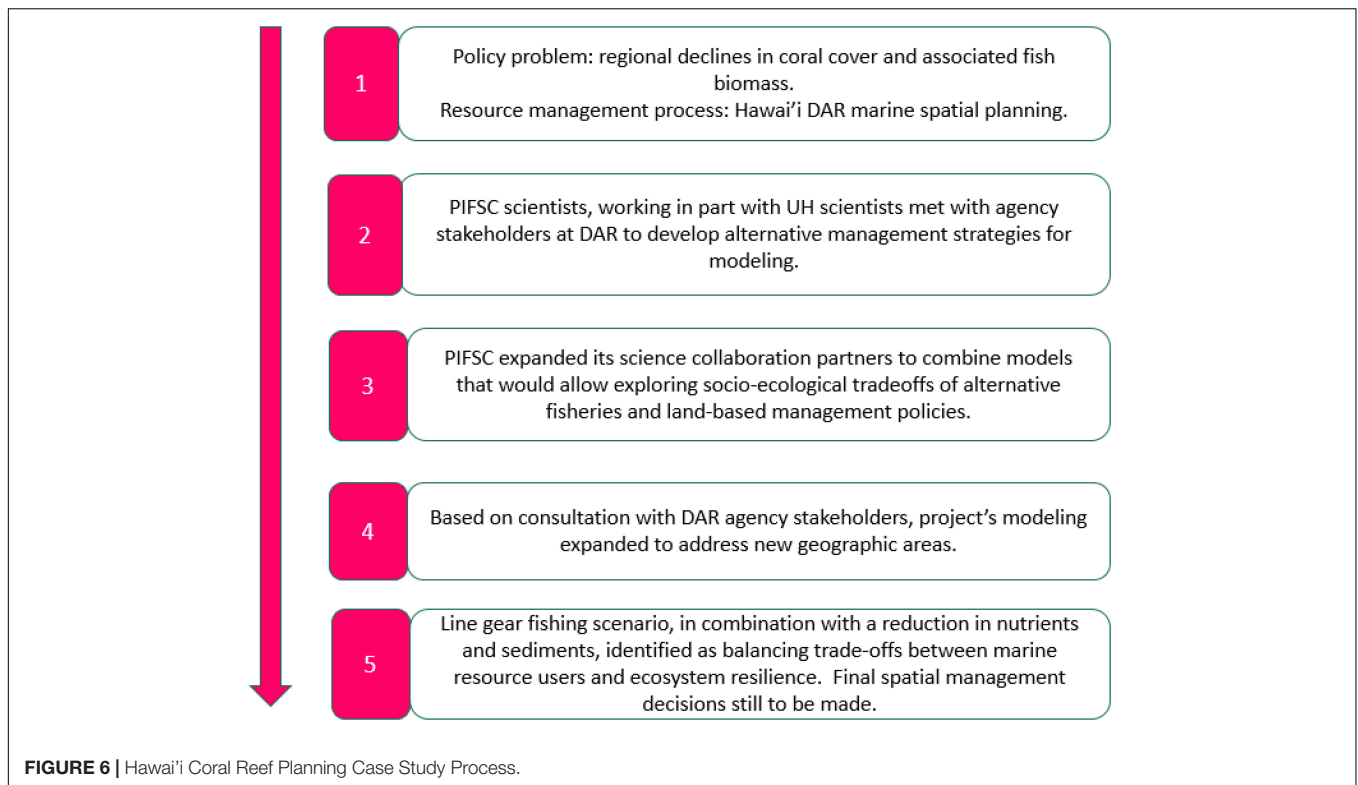 1
Policy problem: regional declines in coral cover and associated fish
biomass.
Resource management process: Hawai'i DAR marine spatial planning.
2
PIFSC scientists, working in part with UH scientists met with agency
stakeholders at DAR to develop alternative management strategies for
modeling.
3
PIFSC expanded its science collaboration partners to combine models
that would allow exploring socio-ecological tradeoffs of alternative
fisheries and land-based management policies.
4
Based on consultation with DAR agency stakeholders, project's modeling
expanded to address new geographic areas.
5
Line gear fishing scenario, in combination with a reduction in nutrients
and sediments, identified as balancing trade-offs between marine
resource users and ecosystem resilience.  Final spatial management
decisions still to be made.
FIGURE 6 | Hawai'i Coral Reef Planning Case Study Process.